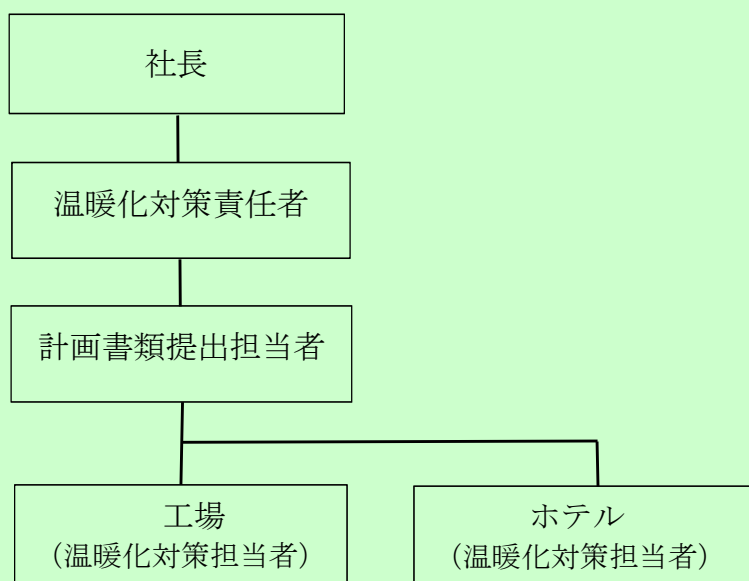 社長
温暖化対策責任者
計画書類提出担当者
工場
（温暖化対策担当者）
ホテル
（温暖化対策担当者）